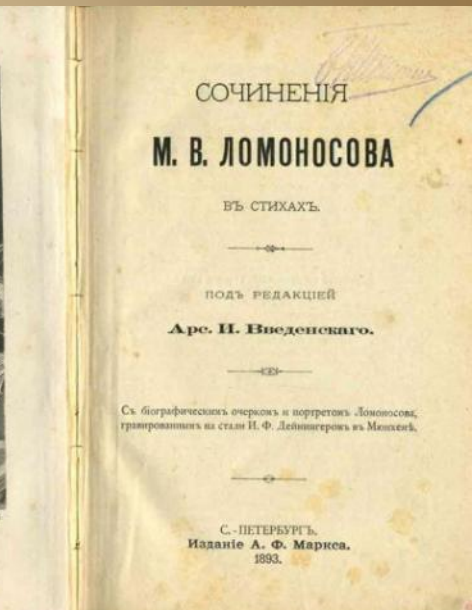 СОЧИНЕНІЯ
М. В. ЛОМОНОСОВА
ВЪ СТИХАХЪ.
ПОДЪ РЕДАКЦІЕЙ
Арс. И. Введенскаго.
Съ біографическимъ очеркомъ и портретомъ Ломоносова,
гравированнымъ на стали И. Ф. Дейнингеромъ въ Мюнхенѣ.
С.-ПЕТЕРБУРГЪ.
Изданіе А. Ф. Маркса.
1893.